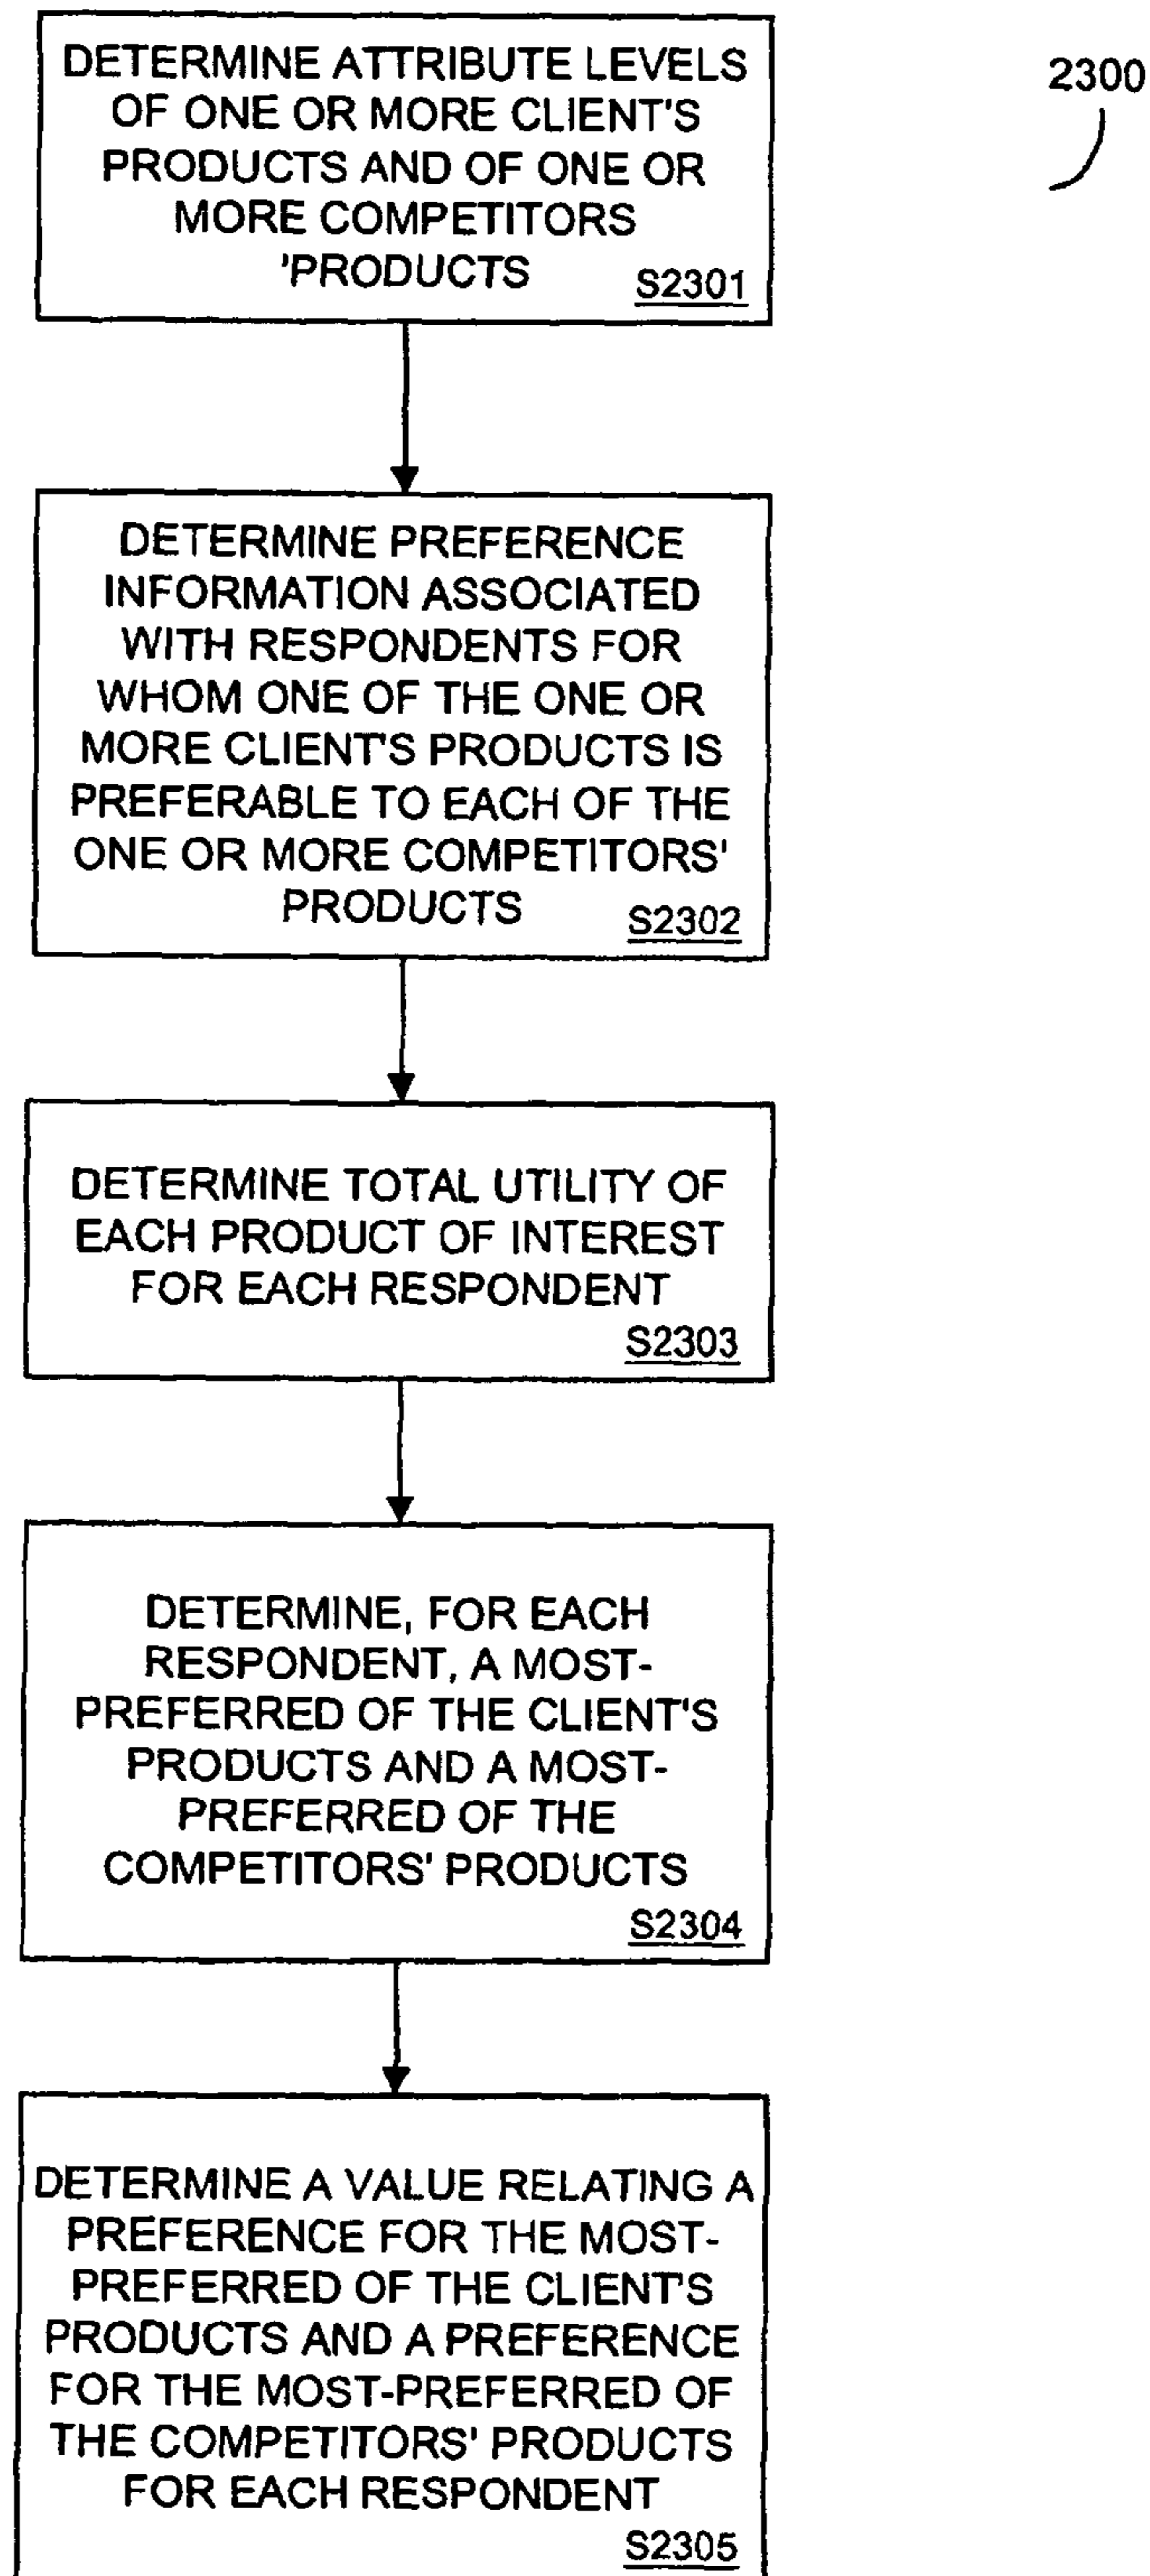 DETERMINE ATTRIBUTE LEVELS
OF ONE OR MORE CLIENT'S
PRODUCTS AND OF ONE OR
MORE COMPETITORS
'PRODUCTS
S2301
2300
DETERMINE PREFERENCE
INFORMATION ASSOCIATED
WITH RESPONDENTS FOR
WHOM ONE OF THE ONE OR
MORE CLIENT'S PRODUCTS IS
PREFERABLE TO EACH OF THE
ONE OR MORE COMPETITORS'
PRODUCTS
S2302
DETERMINE TOTAL UTILITY OF
EACH PRODUCT OF INTEREST
FOR EACH RESPONDENT
S2303
DETERMINE, FOR EACH
RESPONDENT, A MOST-
PREFERRED OF THE CLIENT'S
PRODUCTS AND A MOST-
PREFERRED OF THE
COMPETITORS' PRODUCTS
S2304
DETERMINE A VALUE RELATING A
PREFERENCE FOR THE MOST-
PREFERRED OF THE CLIENT'S
PRODUCTS AND A PREFERENCE
FOR THE MOST-PREFERRED OF
THE COMPETITORS' PRODUCTS
FOR EACH RESPONDENT
S2305